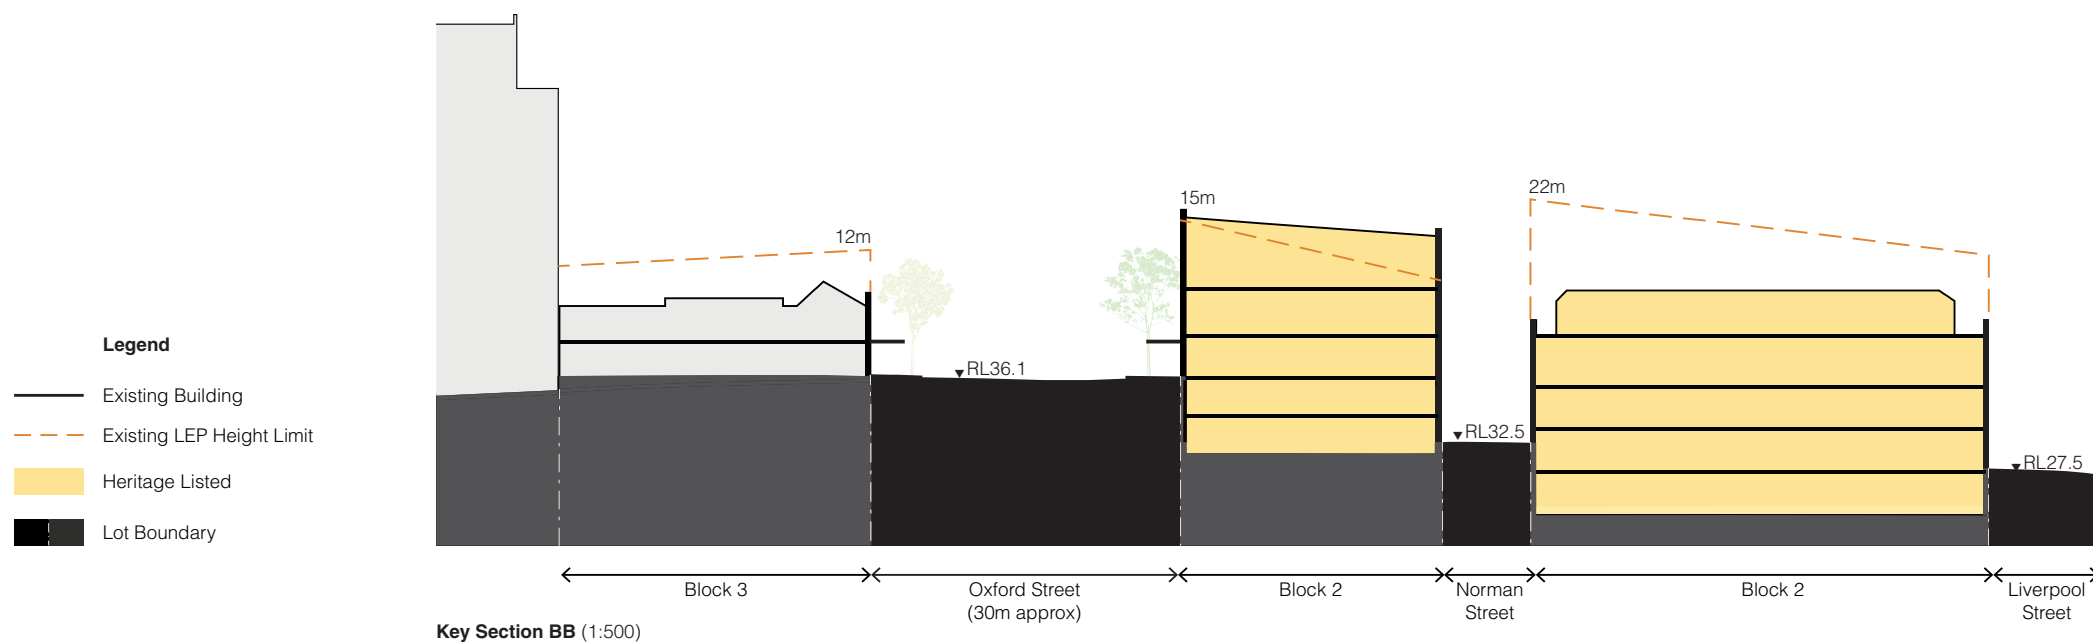 22m
15m
12m
Legend
Existing Building
Existing LEP Height Limit
Heritage Listed
Lot Boundary
RL36.1
RL32.5
RL27.5
Block 3
Oxford Street
(30m approx)
Block 2
Norman
Street
Block 2
Liverpool
Street
Key Section BB (1:500)